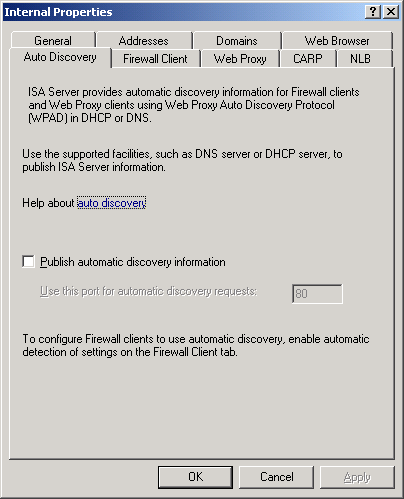 Internal Properties
General Addresses Domains Web Browser
Auto Discovery Firewall Client Web Proxy CARP NLB
ISA Server provides automatic discovery information for Firewall clients
and Web Proxy clients using Web Proxy Auto Discovery Protocol
(WPAD) in DHCP or DNS.
Use the supported facilities, such as DNS server or DHCP server, to
publish ISA Server information.
Help about auto discovery
Publish automatic discovery information
Use this port for automatic discovery requests: 80
To configure Firewall clients to use automatic discovery, enable automatic
detection of settings on the Firewall Client tab.
OK Cancel Apply